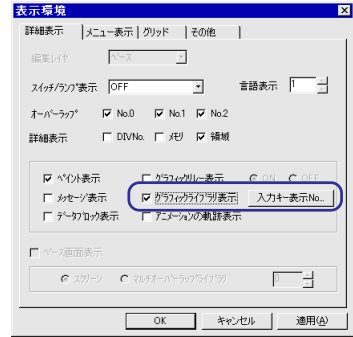 表示環境
詳細表示 メニュー表示 グリッド その他
編集レイヤ ベース
スイッチ/ランプ表示 OFF 言語表示 1
オーバーラップ No.0 No.1 No.2
詳細表示 DIVNo. メモリ 領域
ペイント表示 グラフィックリレー表示 ON OFF
メッセージ表示 グラフィックライブラリ表示 入力キー表示No...
データブロック表示 アニメーションの軌跡表示
ベース画面表示
スクリーン マルチオーバーラップライブラリ 0
OK キャンセル 適用(A)